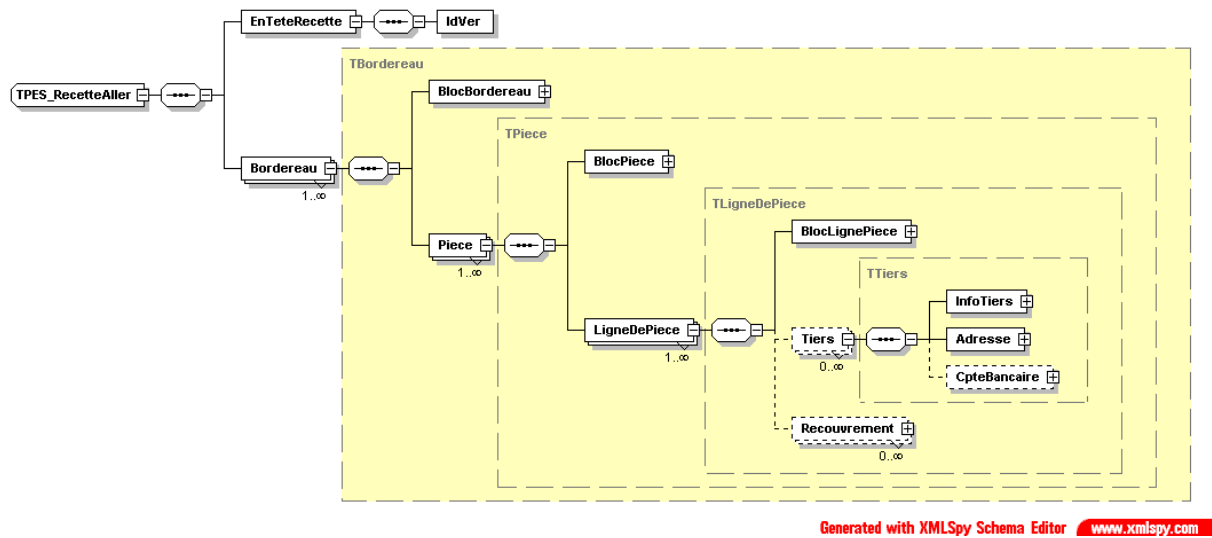 EnTeteRecette
IdVer
TBordereau
TPES_RecetteAller
BlocBordereau
TPiece
BlocPiece
Bordereau
1..∞
TLigneDePiece
BlocLignePiece
Piece
1..∞
TTiers
InfoTiers
LigneDePiece
1..∞
Tiers
0..∞
Adresse
CpteBancaire
Recouvrement
0..∞
Generated with XMLSpy Schema Editor www.xmlspy.com